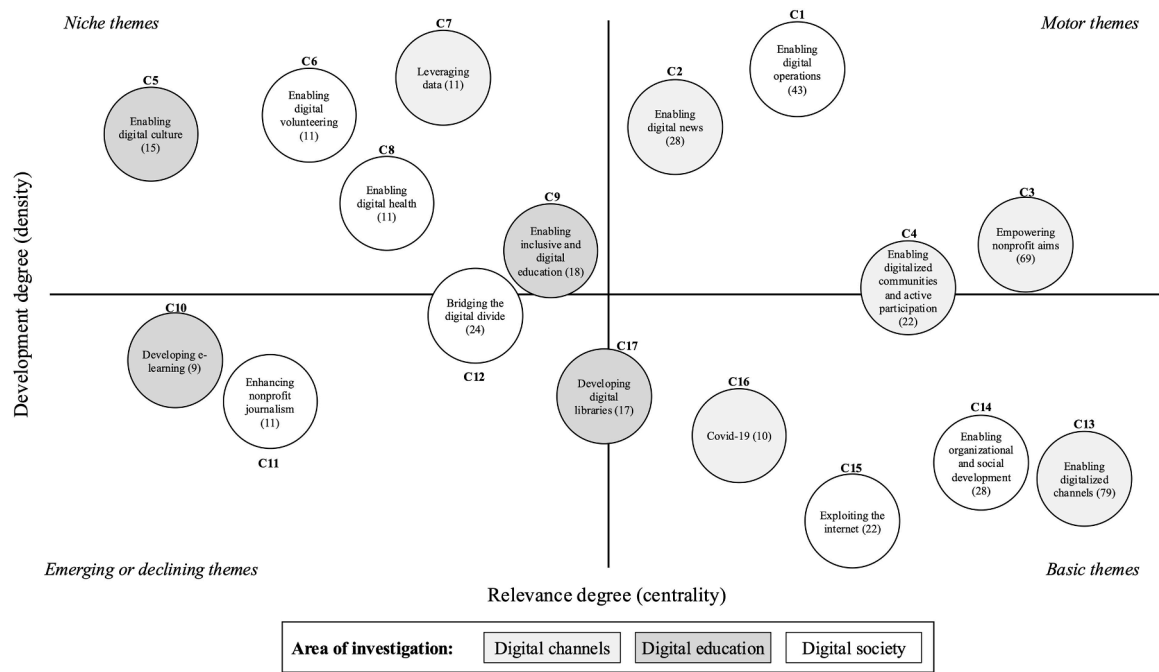 Niche themes
Motor themes
C7
Leveraging
data (11)
C1
Enabling
digital
operations
(43)
C6
Enabling
digital
volunteering
(11)
C2
Enabling
digital news
(28)
C5
Enabling
digital culture
(15)
C8
Enabling
digital health
(11)
C9
Enabling
inclusive and
digital
education (18)
C3
Empowering
nonprofit aims
(69)
C4
Enabling
digitalized
communities
and active
participation
(22)
Development degree (density)
C10
Developing e-
learning (9)
Bridging the
digital divide
(24)
C12
Enhancing
nonprofit
journalism
(11)
C11
C17
Developing
digital
libraries (17)
C16
Covid-19 (10)
C14
Enabling
organizational
and social
development
(28)
C13
Enabling
digitalized
channels (79)
C15
Exploiting the
internet (22)
Emerging or declining themes
Basic themes
Relevance degree (centrality)
Area of investigation:
Digital channels
Digital education
Digital society